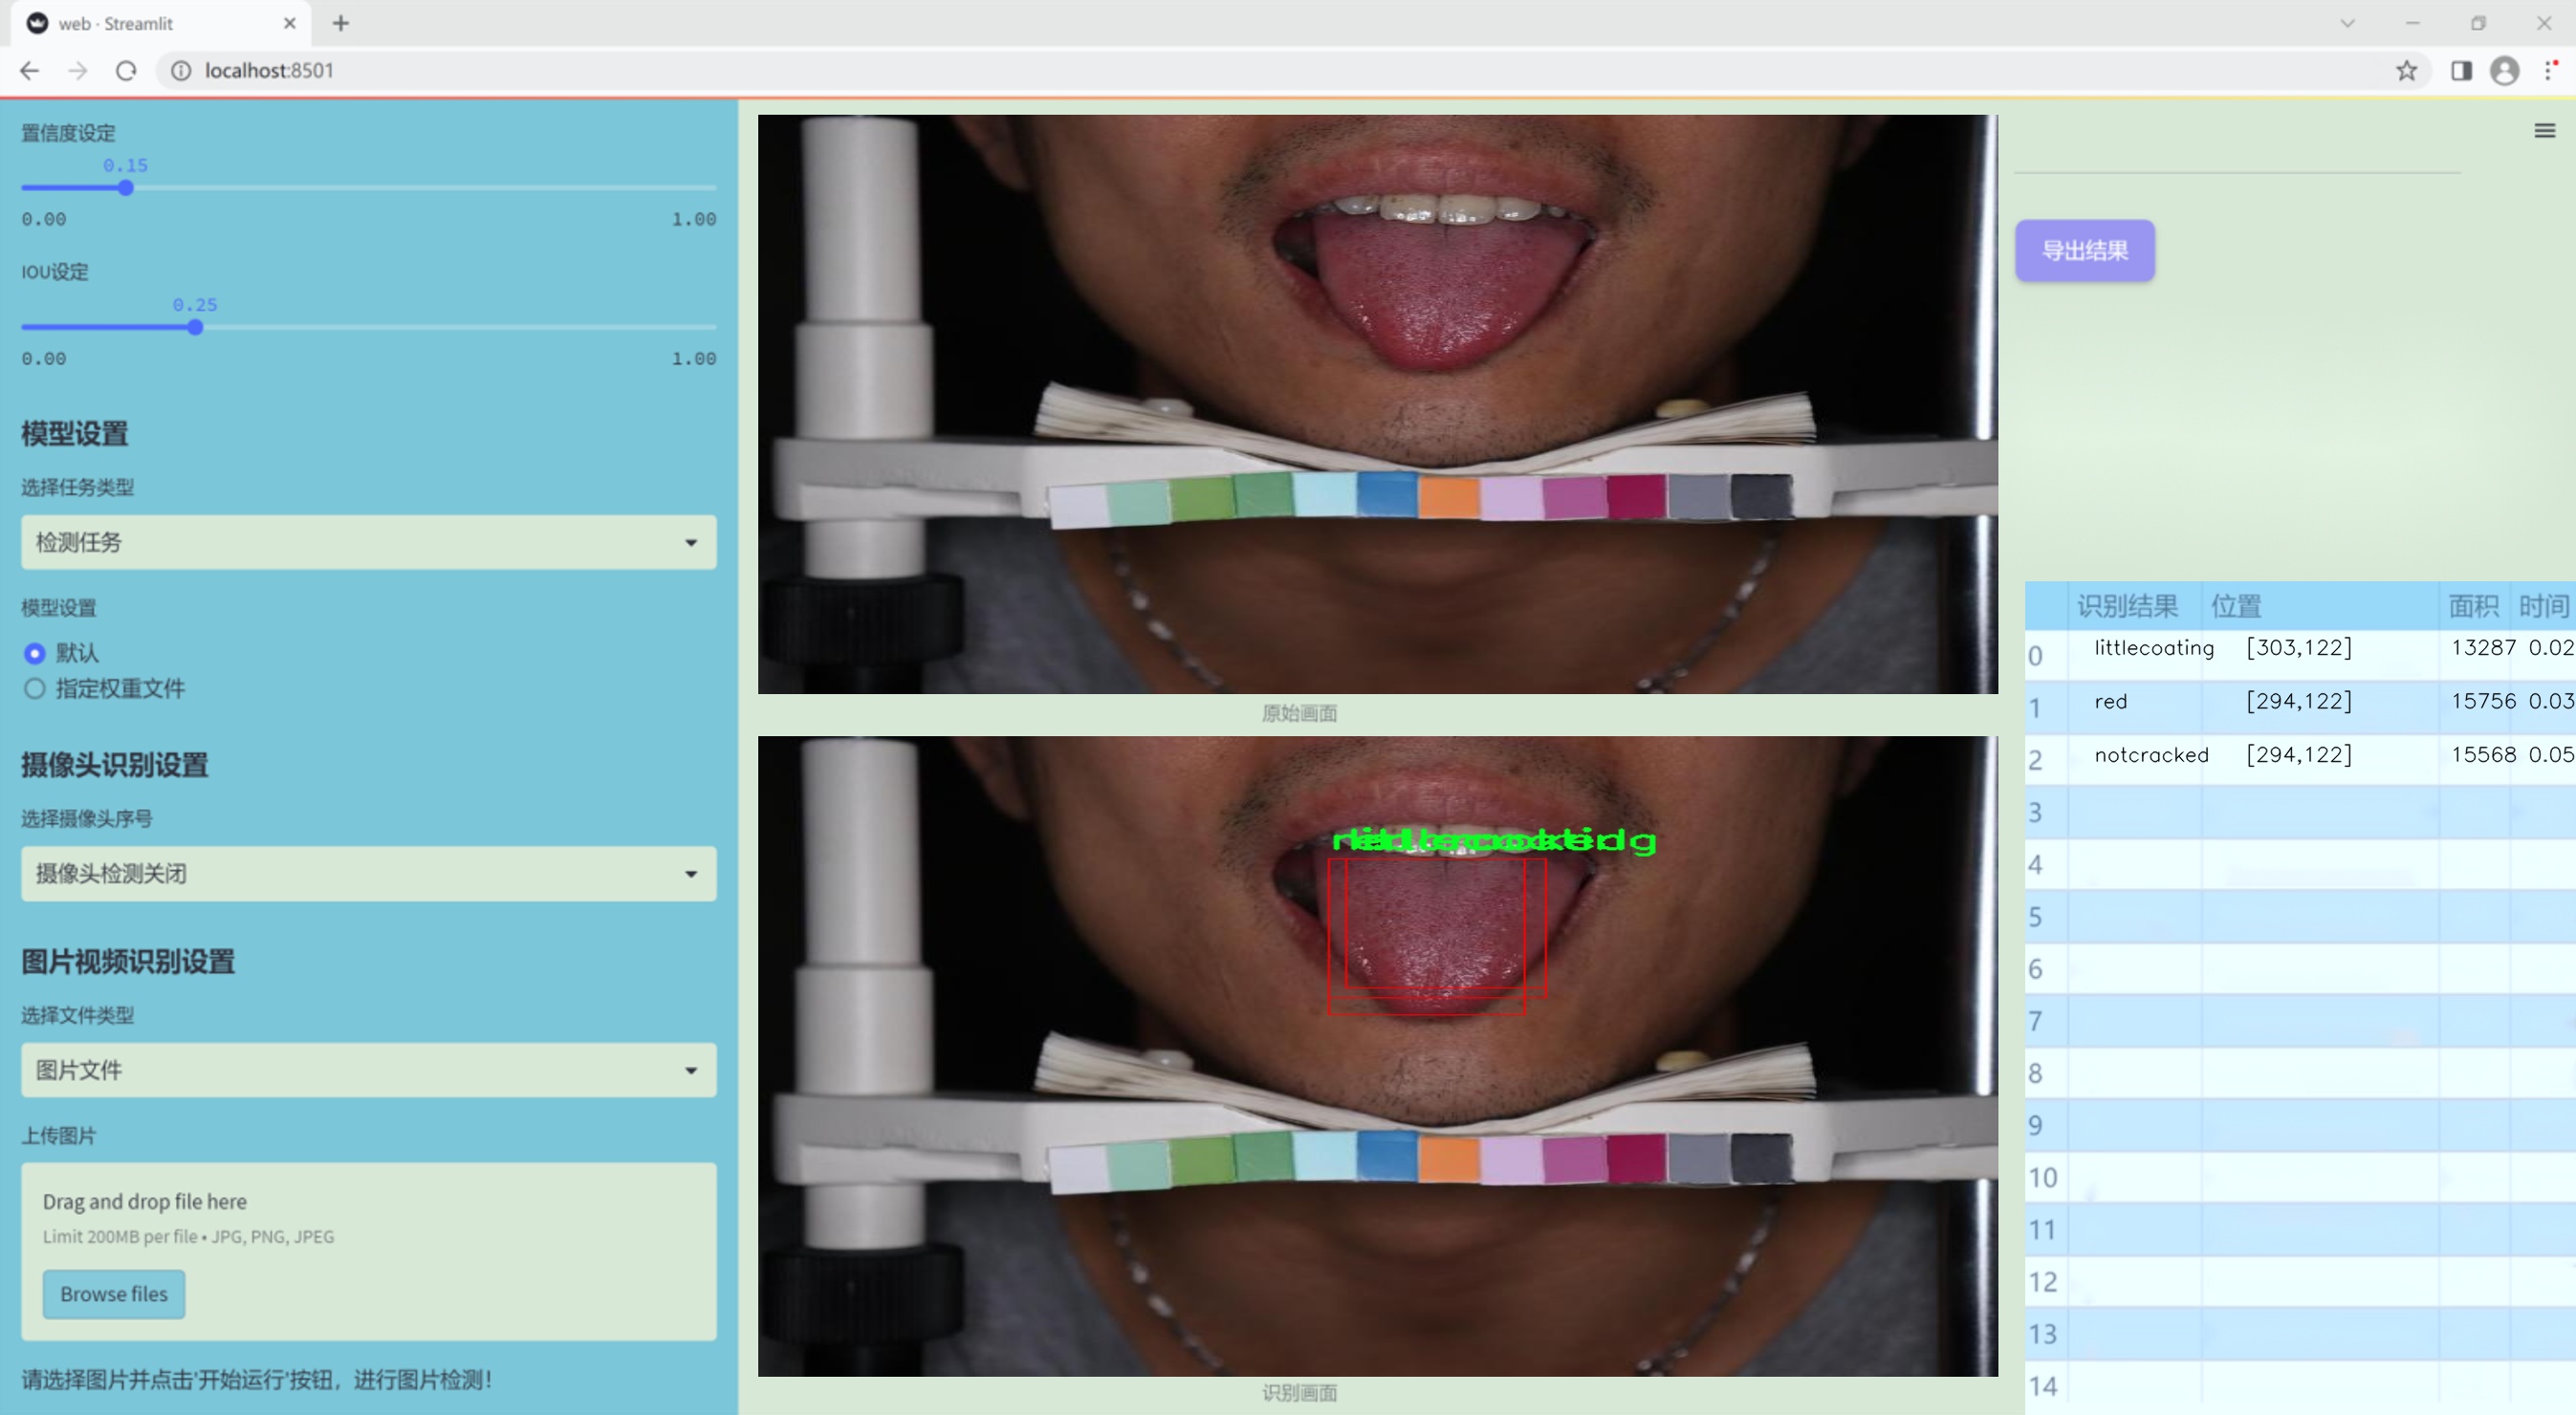 web · Streamlit
localhost:8501
置信度设定
0.15
0.00 1.00
IOU设定
0.25
0.00 1.00
模型设置
选择任务类型
检测任务
模型设置
默认
指定权重文件
摄像头识别设置
选择摄像头序号
摄像头检测关闭
图片视频识别设置
选择文件类型
图片文件
上传图片
Drag and drop file here
Limit 200MB per file • JPG, PNG, JPEG
Browse files
请选择图片并点击'开始运行'按钮，进行图片检测！
原始画面
识别画面
导出结果
识别结果 位置 面积 时间
0 littlecoating [303,122] 13287 0.02
1 red [294,122] 15756 0.03
2 notcracked [294,122] 15568 0.05
3
4
5
6
7
8
9
10
11
12
13
14